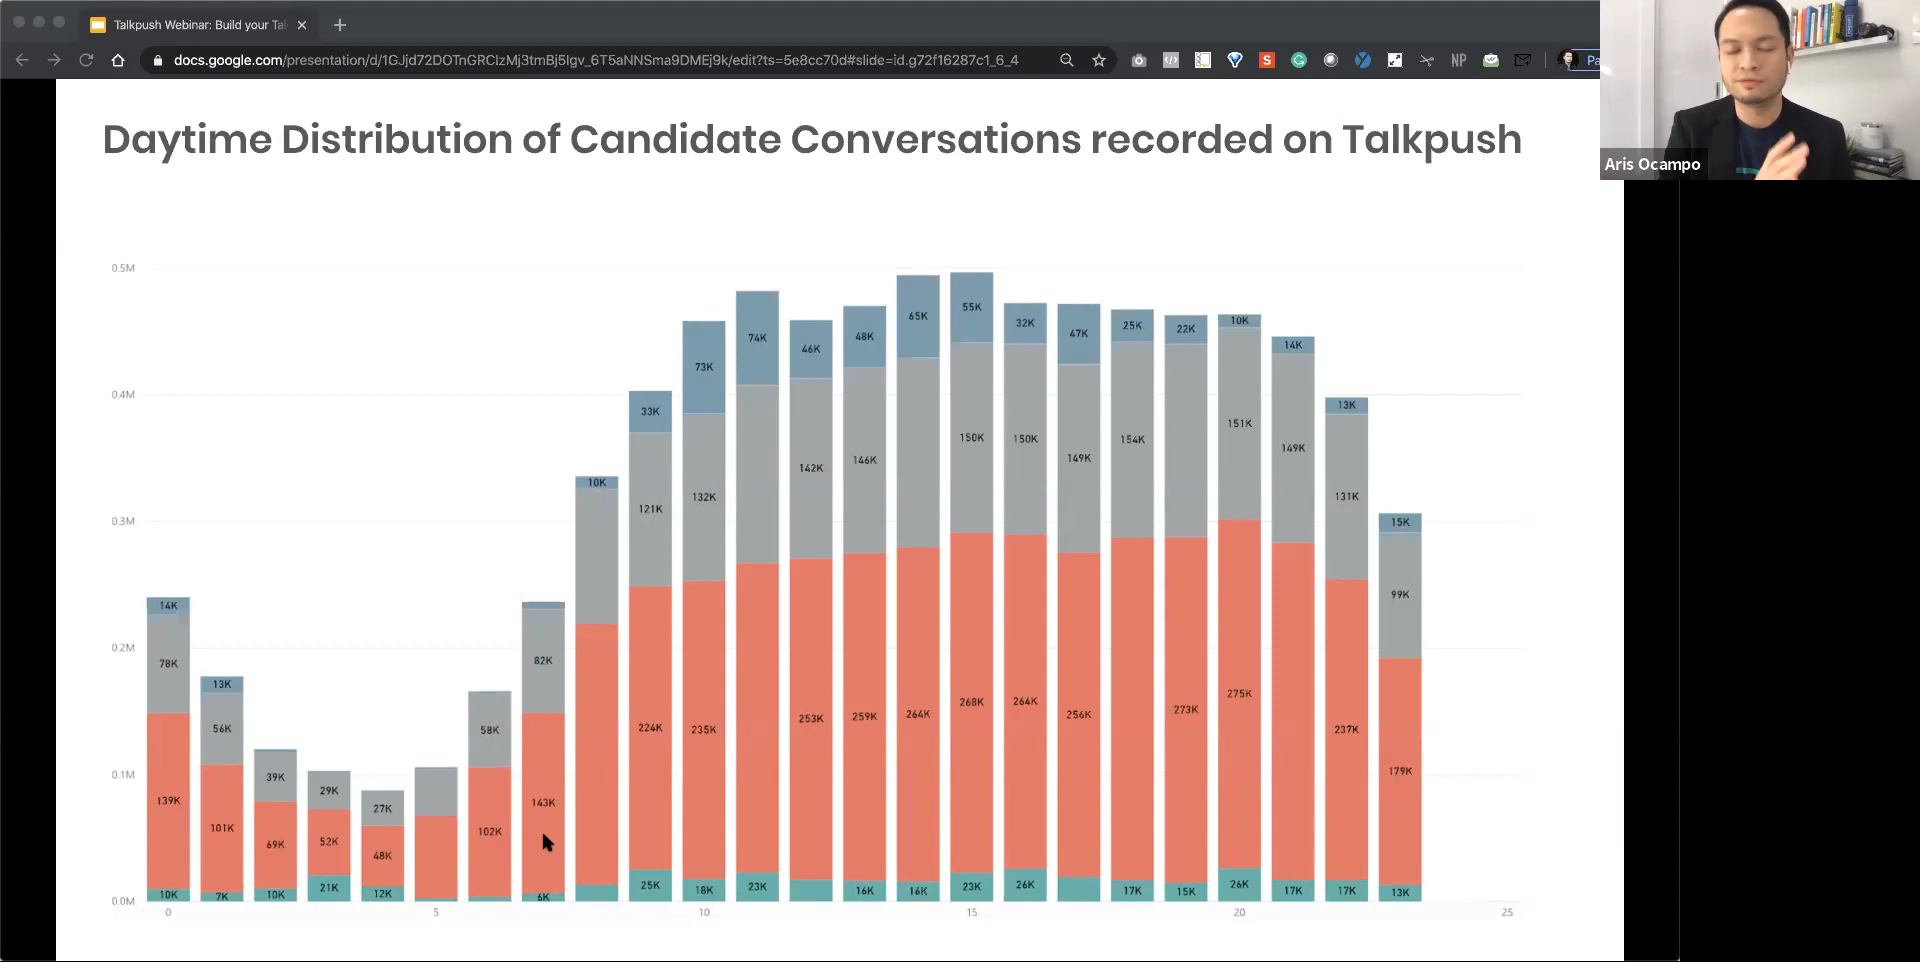 Talkpush Webinar: Build your Tal
docs.google.com/presentation/d/1GJjd72DOTnGRCIzMj3tmBj5Igv_6T5aNNSma9DMEj9k/edit?ts=5e8cc70d#slide=id.g72f16287c1_6_4
NP
Pa
Aris Ocampo
Daytime Distribution of Candidate Conversations recorded on Talkpush
0.5M
0.4M
0.3M
0.2M
0.1M
0.0M
14K
78K
139K
10K
13K
56K
101K
7K
39K
69K
10K
29K
52K
21K
27K
48K
12K
58K
102K
82K
143K
6K
10K
33K
121K
224K
25K
73K
132K
235K
18K
74K
23K
46K
142K
253K
48K
146K
259K
16K
65K
264K
16K
55K
150K
268K
23K
32K
150K
264K
26K
47K
149K
256K
25K
154K
17K
22K
273K
15K
10K
151K
275K
26K
14K
149K
17K
13K
131K
237K
17K
15K
99K
179K
13K
0 5 10 15 20 25